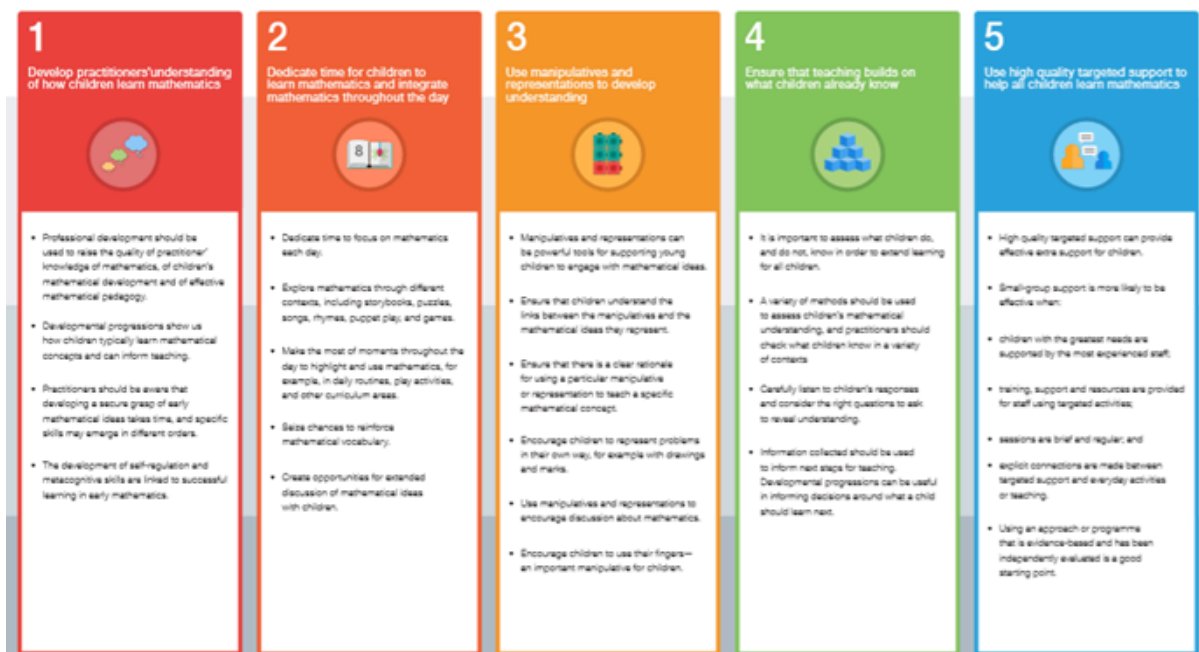 1
Develop practitioners' understanding
of how children learn mathematics
• Professional development should be
used to raise the quality of practitioner'
knowledge of mathematics, of children's
mathematical development and of effective
mathematical pedagogy.
• Developmental progressions show us
how children typically learn mathematical
concepts and can inform teaching.
• Practitioners should be aware that
developing a secure grasp of early
mathematical ideas takes time, and specific
skills may emerge in different orders.
• The development of self-regulation and
metacognitive skills are linked to successful
learning in early mathematics.
2
Dedicate time for children to
learn mathematics and integrate
mathematics throughout the day
8
• Dedicate time to focus on mathematics
each day.
• Explore mathematics through different
contexts, including storybooks, puzzles,
songs, rhymes, puppet play, and games.
• Make the most of moments throughout the
day to highlight and use mathematics, for
example, in daily routines, play activities,
and other curriculum areas.
• Seize chances to reinforce
mathematical vocabulary.
• Create opportunities for extended
discussion of mathematical ideas
with children.
3
Use manipulatives and
representations to develop
understanding
• Manipulatives and representations can
be powerful tools for supporting young
children to engage with mathematical ideas.
• Ensure that children understand the
links between the manipulatives and the
mathematical ideas they represent.
• Ensure that there is a clear rationale
for using a particular manipulative
or representation to teach a specific
mathematical concept.
• Encourage children to represent problems
in their own way, for example with drawings
and marks.
• Use manipulatives and representations to
encourage discussion about mathematics.
• Encourage children to use their fingers—
an important manipulative for children.
4
Ensure that teaching builds on
what children already know
• It is important to assess what children do,
and do not, know in order to extend learning
for all children.
• A variety of methods should be used
to assess children's mathematical
understanding, and practitioners should
check what children know in a variety
of contexts
• Carefully listen to children's responses
and consider the right questions to ask
to reveal understanding.
• Information collected should be used
to inform next steps for teaching.
Developmental progressions can be useful
in informing decisions around what a child
should learn next.
5
Use high quality targeted support to
help all children learn mathematics
• High quality targeted support can provide
effective extra support for children.
• Small-group support is more likely to be
effective when:
• children with the greatest needs are
supported by the most experienced staff;
• training, support and resources are provided
for staff using targeted activities;
• sessions are brief and regular; and
• explicit connections are made between
targeted support and everyday activities
or teaching.
• Using an approach or programme
that is evidence-based and has been
independently evaluated is a good
starting point.